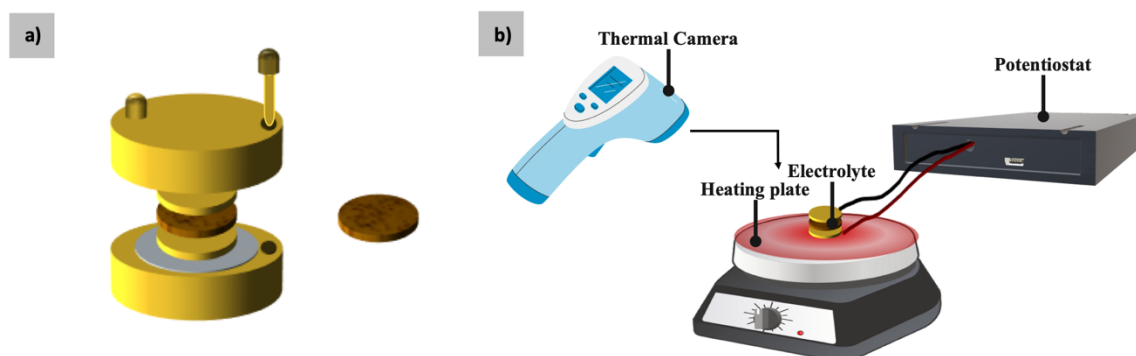 a)
b)
Thermal Camera
Potentiostat
Electrolyte
Heating plate